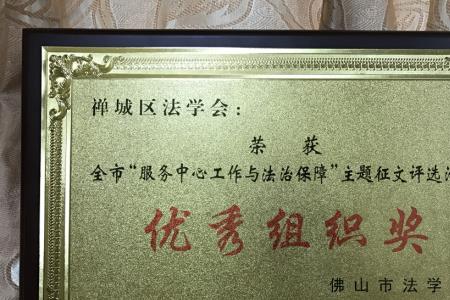 禅城区法学会：
荣获
全市“服务中心工作与法治保障”主题征文评选
优秀组织奖
佛山市法学